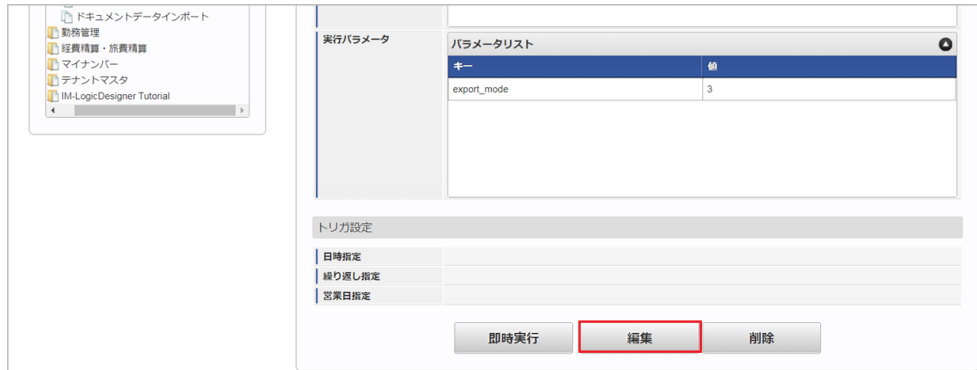 ドキュメントデータインポート
勤務管理
経費精算・旅費精算
マイナンバー
テナントマスタ
IM-LogicDesigner Tutorial
実行パラメータ
パラメータリスト
キー 値
export_mode 3
トリガ設定
日時指定
繰り返し指定
営業日指定
即時実行 編集 削除